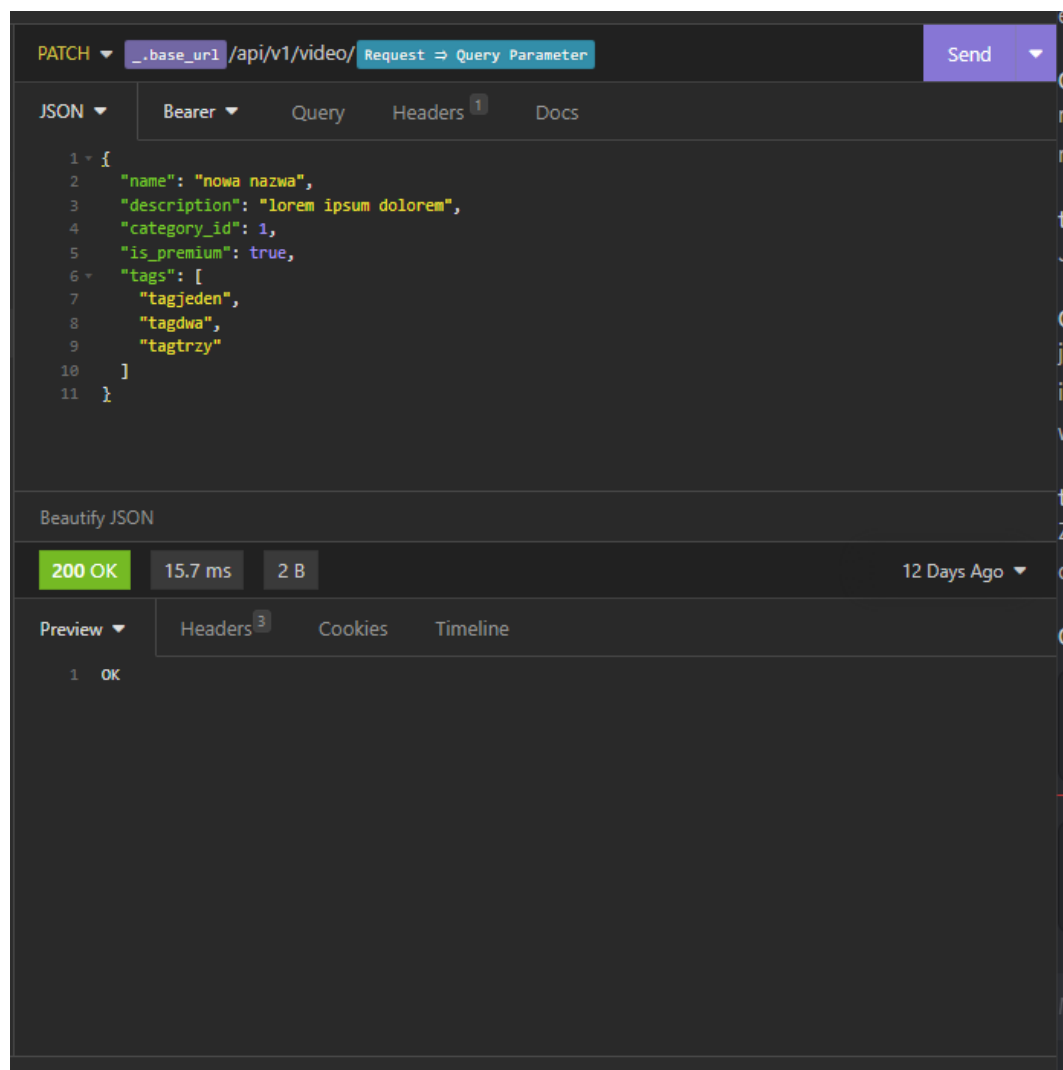 PATCH _.base_url /api/v1/video/ Request ⇒ Query Parameter Send
JSON Bearer Query Headers 1 Docs
1 {
2 "name": "nowa nazwa",
3 "description": "lorem ipsum dolorem",
4 "category_id": 1,
5 "is_premium": true,
6 "tags": [
7 "tagjeden",
8 "tagdwa",
9 "tagtrzy"
10 ]
11 }
Beautify JSON
200 OK 15.7 ms 2 B 12 Days Ago
Preview Headers 3 Cookies Timeline
1 OK